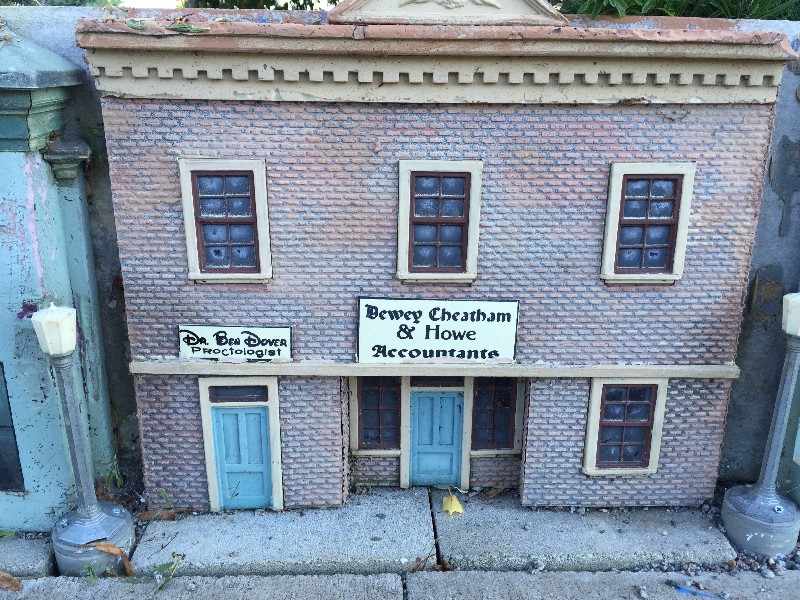 Dr. Ben Dover
Proctologist
Dewey Cheatham
& Howe
Accountants